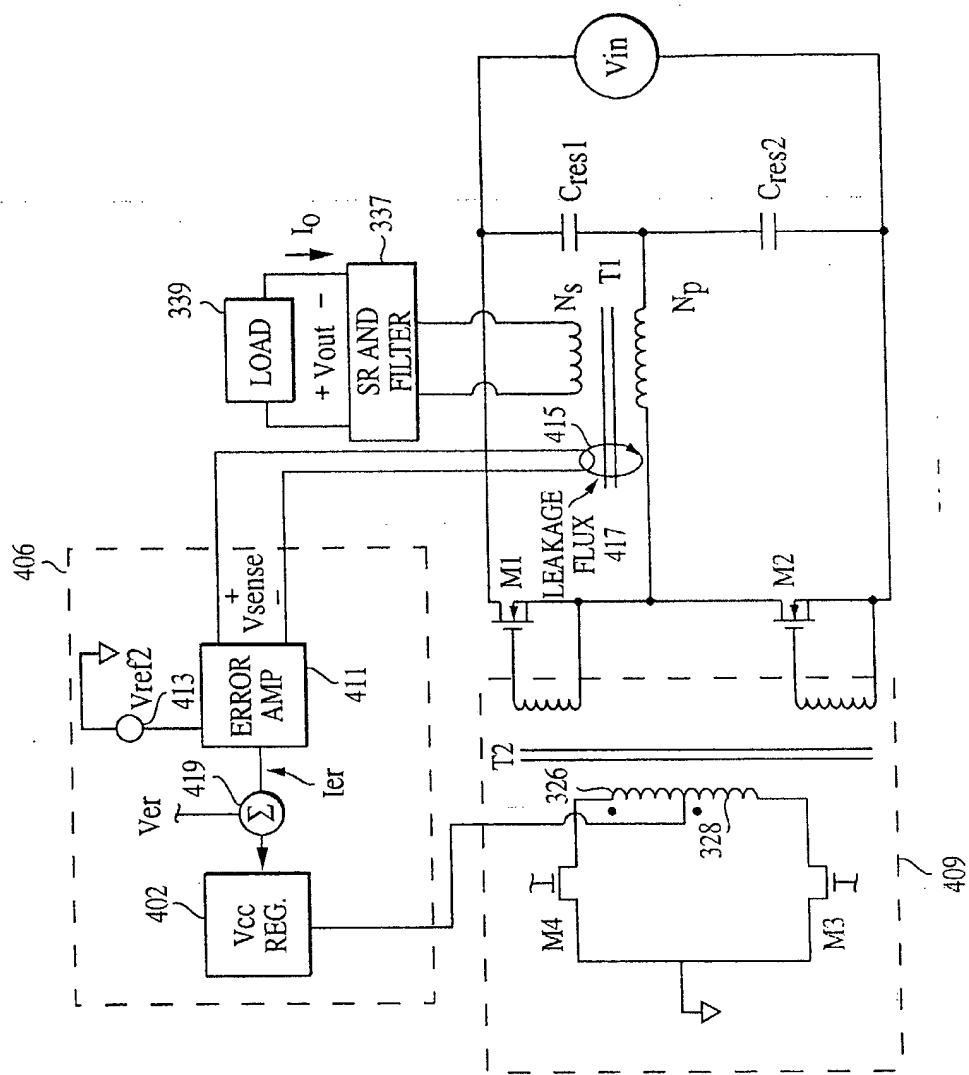 406
Ver
419
Vref2
413
402
Vcc
REG.
ERROR
AMP
Ier
411
+
Vsense
-
339
LOAD
I0
+ Vout -
SR AND
FILTER
337
Ns
T1
Np
415
LEAKAGE
FLUX
417
M1
M2
Cres1
Cres2
Vin
T2
326
328
M4
M3
409
Σ